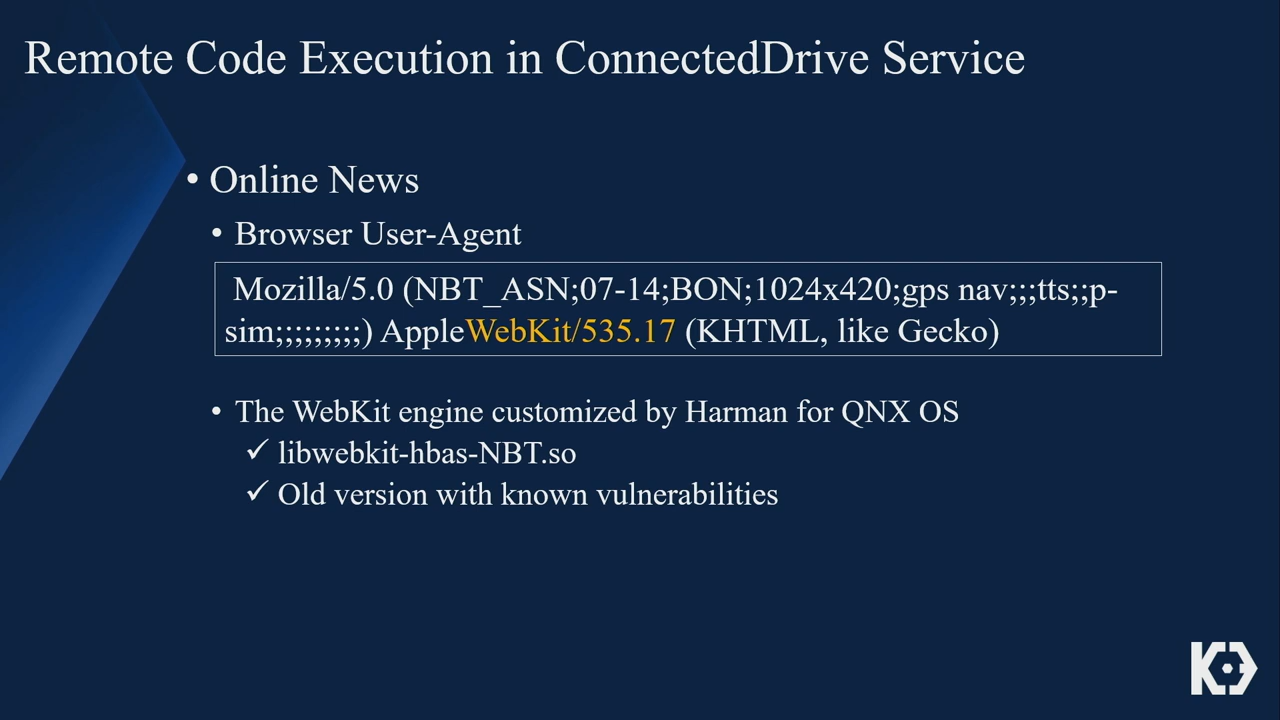 Remote Code Execution in ConnectedDrive Service
• Online News
• Browser User-Agent
Mozilla/5.0 (NBT_ASN;07-14;BON;1024x420;gps nav;;;tts;;p-
sim;;;;;;;;;) AppleWebKit/535.17 (KHTML, like Gecko)
• The WebKit engine customized by Harman for QNX OS
✓ libwebkit-hbas-NBT.so
✓ Old version with known vulnerabilities